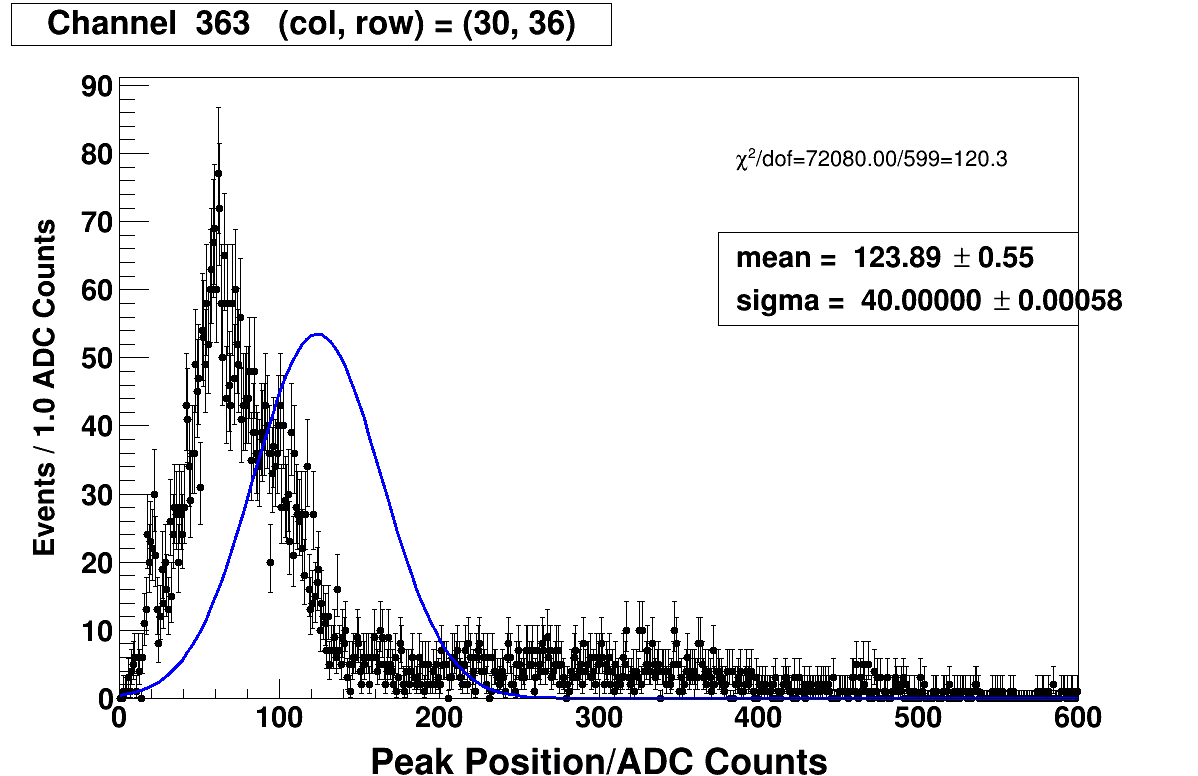 Channel 363 (col, row) = (30, 36)
90
80
70
60
50
40
30
20
10
0
Events / 1.0 ADC Counts
χ²/dof=72080.00/599=120.3
mean = 123.89 ± 0.55
sigma = 40.00000 ± 0.00058
0 100 200 300 400 500 600
Peak Position/ADC Counts